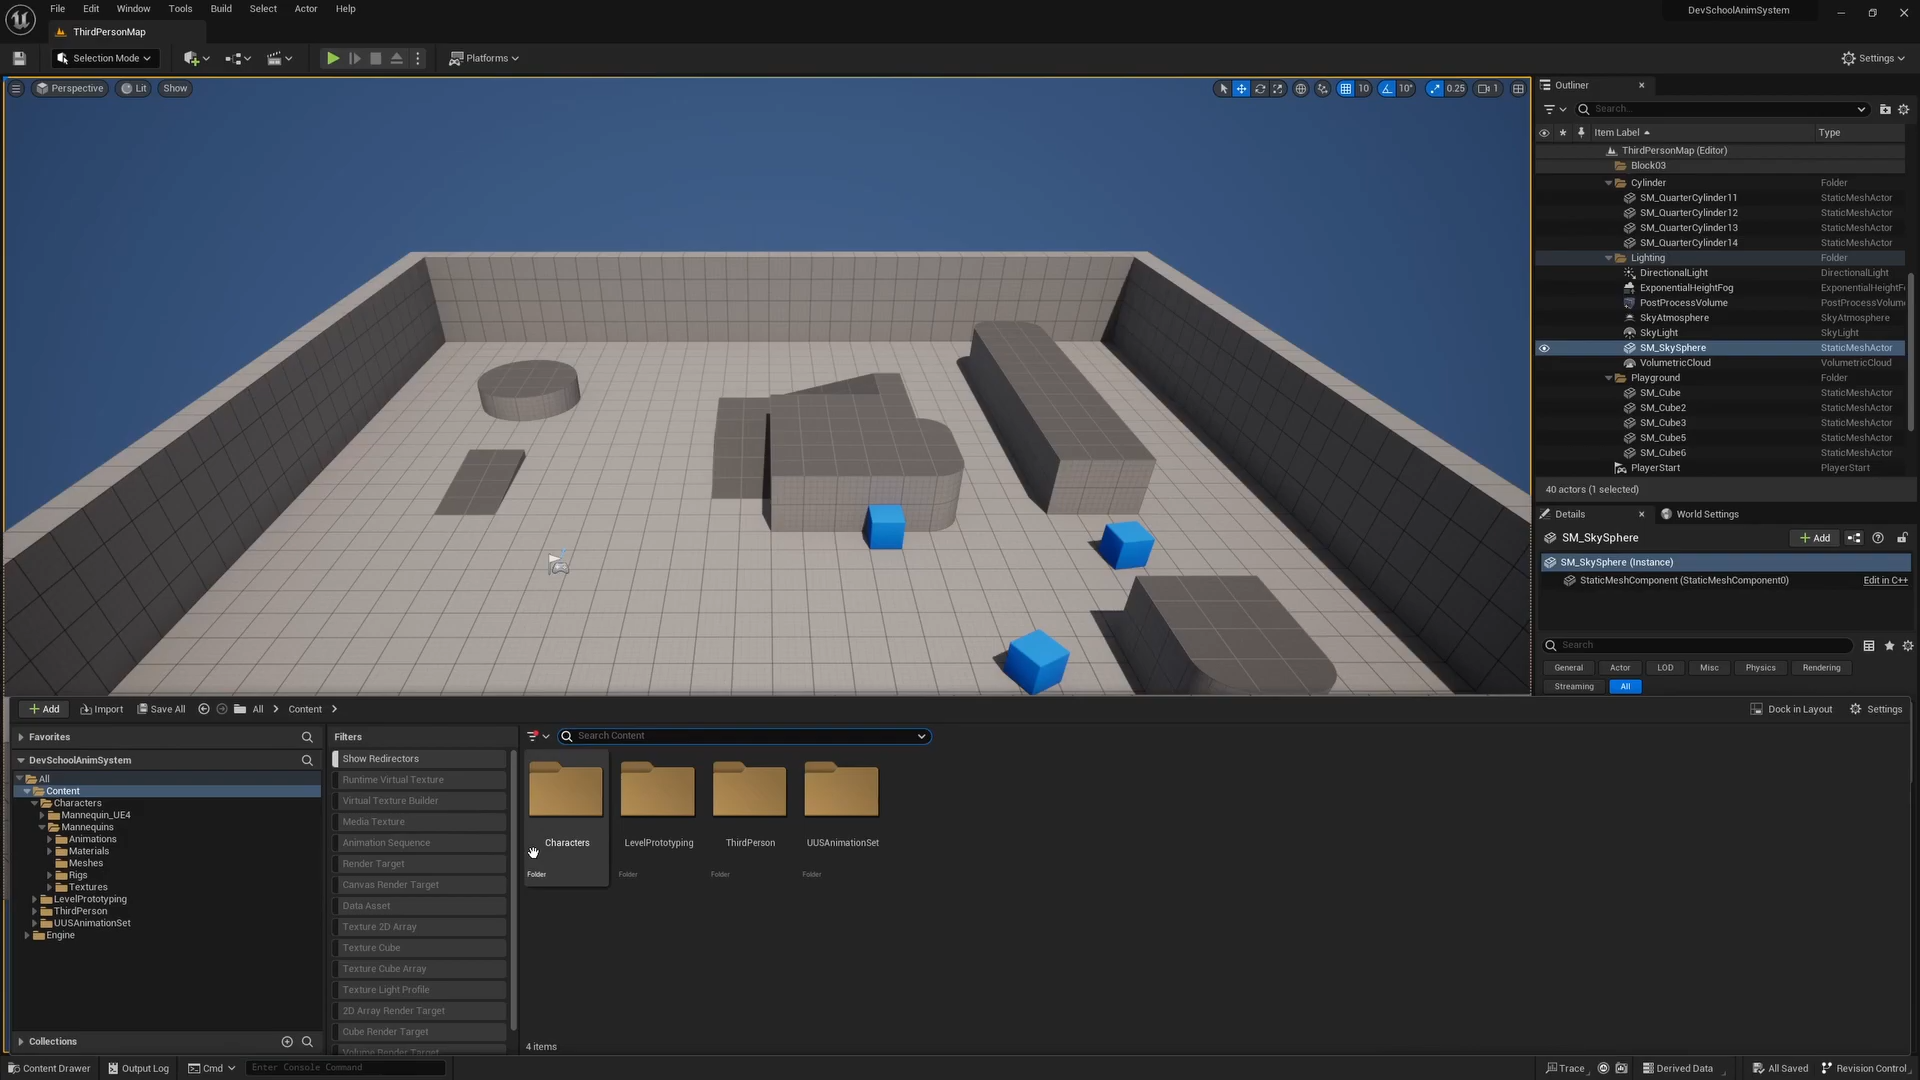 File Edit Window Tools Build Select Actor Help
DevSchoolAnimSystem
ThirdPersonMap
Selection Mode
Platforms
Settings
Perspective Lit Show
10 10° 0.25 1
Outliner
Search...
Item Label Type
ThirdPersonMap (Editor)
Block03
Cylinder Folder
SM_QuarterCylinder11 StaticMeshActor
SM_QuarterCylinder12 StaticMeshActor
SM_QuarterCylinder13 StaticMeshActor
SM_QuarterCylinder14 StaticMeshActor
Lighting Folder
DirectionalLight DirectionalLight
ExponentialHeightFog ExponentialHeightF
PostProcessVolume PostProcessVolum
SkyAtmosphere SkyAtmosphere
SkyLight SkyLight
SM_SkySphere StaticMeshActor
VolumetricCloud VolumetricCloud
Playground Folder
SM_Cube StaticMeshActor
SM_Cube2 StaticMeshActor
SM_Cube3 StaticMeshActor
SM_Cube5 StaticMeshActor
SM_Cube6 StaticMeshActor
PlayerStart PlayerStart
40 actors (1 selected)
Details World Settings
SM_SkySphere Add
SM_SkySphere (Instance)
StaticMeshComponent (StaticMeshComponent0) Edit in C++
Search
General Actor LOD Misc Physics Rendering
Streaming All
Add Import Save All All Content Dock in Layout Settings
Favorites
DevSchoolAnimSystem
All
Content
Characters
Mannequin_UE4
Mannequins
Animations
Materials
Meshes
Rigs
Textures
LevelPrototyping
ThirdPerson
UUSAnimationSet
Engine
Collections
Filters
Show Redirectors
Runtime Virtual Texture
Virtual Texture Builder
Media Texture
Animation Sequence
Render Target
Canvas Render Target
Data Asset
Texture 2D Array
Texture Cube
Texture Cube Array
Texture Light Profile
2D Array Render Target
Cube Render Target
Volume Render Target
Search Content
Characters LevelPrototyping ThirdPerson UUSAnimationSet
Folder Folder Folder Folder
4 items
Content Drawer Output Log Cmd Enter Console Command Trace Derived Data All Saved Revision Control